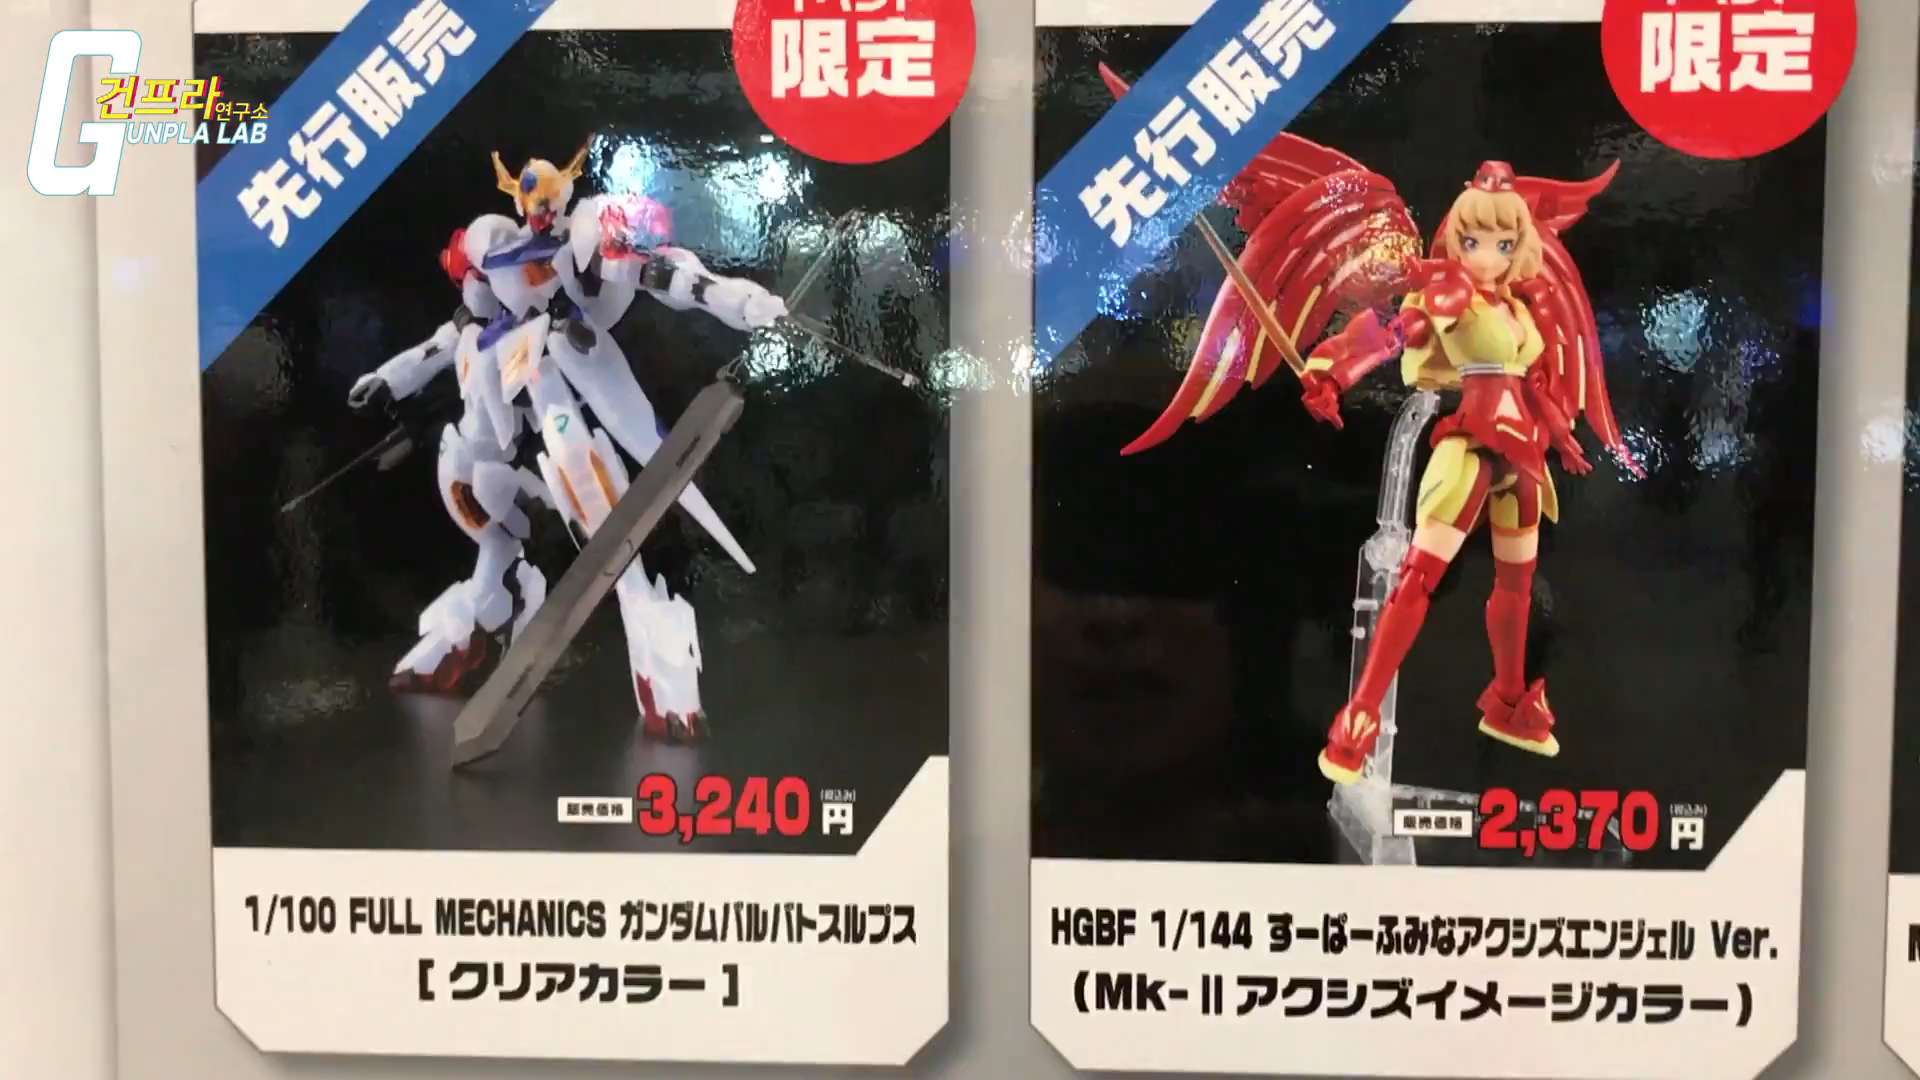 건프라연구소
GUNPLA LAB
先行販売
限定
販売価格 3,240円 (税込み)
1/100 FULL MECHANICS ガンダムバルバトスルプス
[クリアカラー]
先行販売
限定
販売価格 2,370円 (税込み)
HGBF 1/144 すーぱーふみなアクシズエンジェル Ver.
(Mk-Ⅱアクシズイメージカラー)